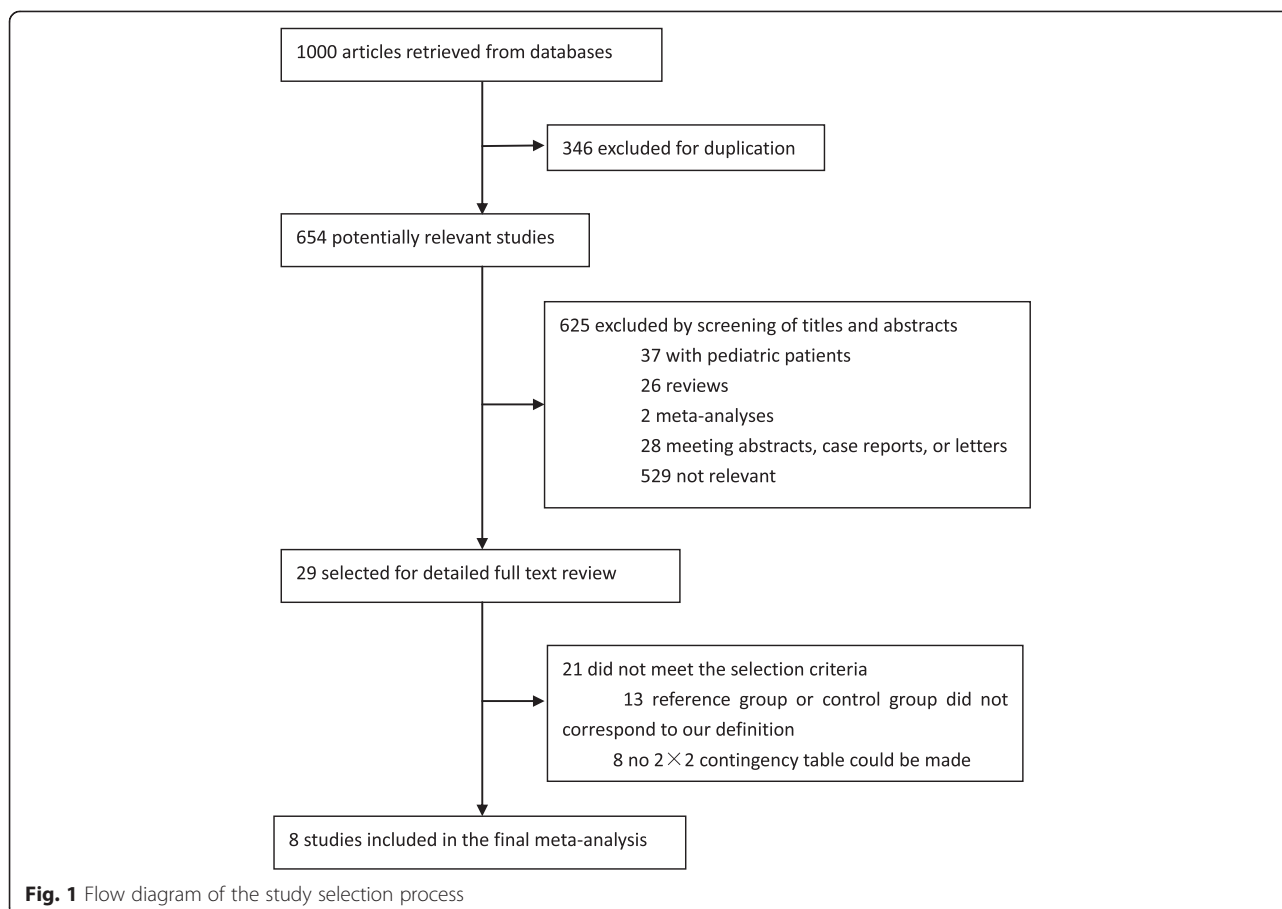 1000 articles retrieved from databases
346 excluded for duplication
654 potentially relevant studies
625 excluded by screening of titles and abstracts
37 with pediatric patients
26 reviews
2 meta-analyses
28 meeting abstracts, case reports, or letters
529 not relevant
29 selected for detailed full text review
21 did not meet the selection criteria
13 reference group or control group did not
correspond to our definition
8 no 2×2 contingency table could be made
8 studies included in the final meta-analysis
Fig. 1 Flow diagram of the study selection process